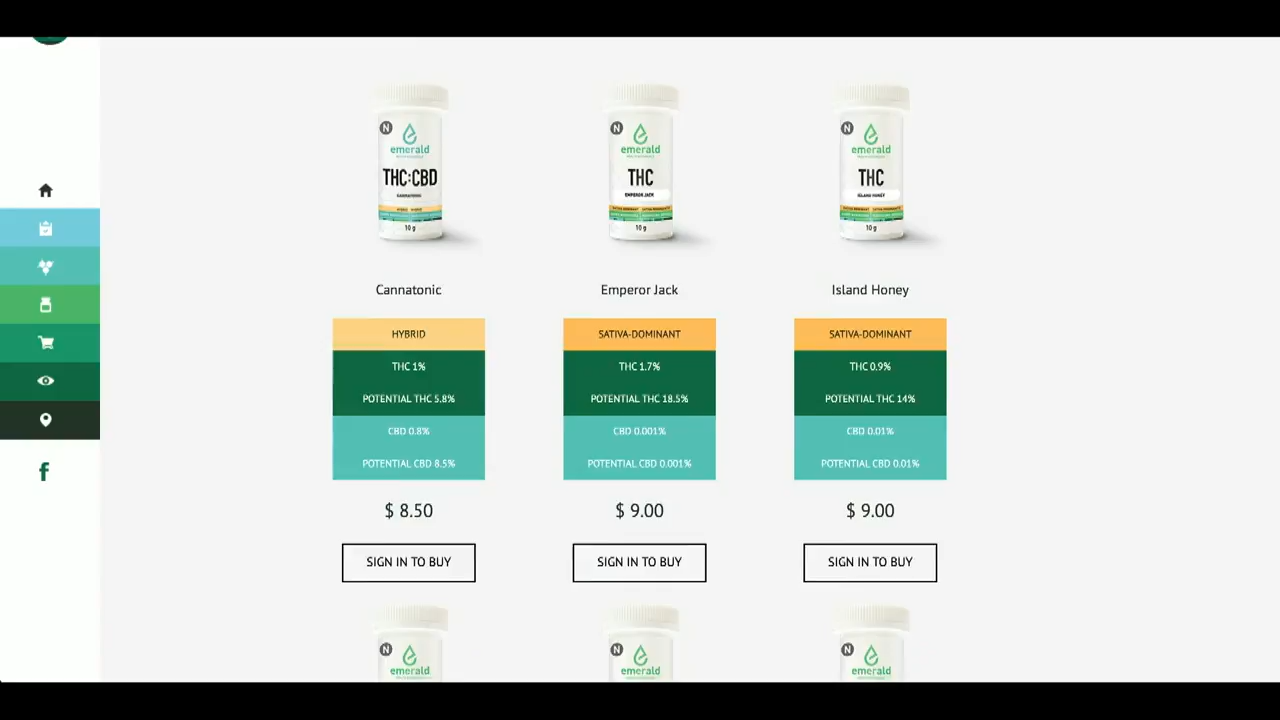 N
emerald
THC:CBD
CANNATONIC
10 g
N
emerald
THC
EMPEROR JACK
10 g
N
emerald
THC
ISLAND HONEY
10 g
Cannatonic
Emperor Jack
Island Honey
HYBRID
SATIVA-DOMINANT
SATIVA-DOMINANT
THC 1%
THC 1.7%
THC 0.9%
POTENTIAL THC 5.8%
POTENTIAL THC 18.5%
POTENTIAL THC 14%
CBD 0.8%
CBD 0.001%
CBD 0.01%
POTENTIAL CBD 8.5%
POTENTIAL CBD 0.001%
POTENTIAL CBD 0.01%
$ 8.50
$ 9.00
$ 9.00
SIGN IN TO BUY
SIGN IN TO BUY
SIGN IN TO BUY
N
emerald
N
emerald
N
emerald
f